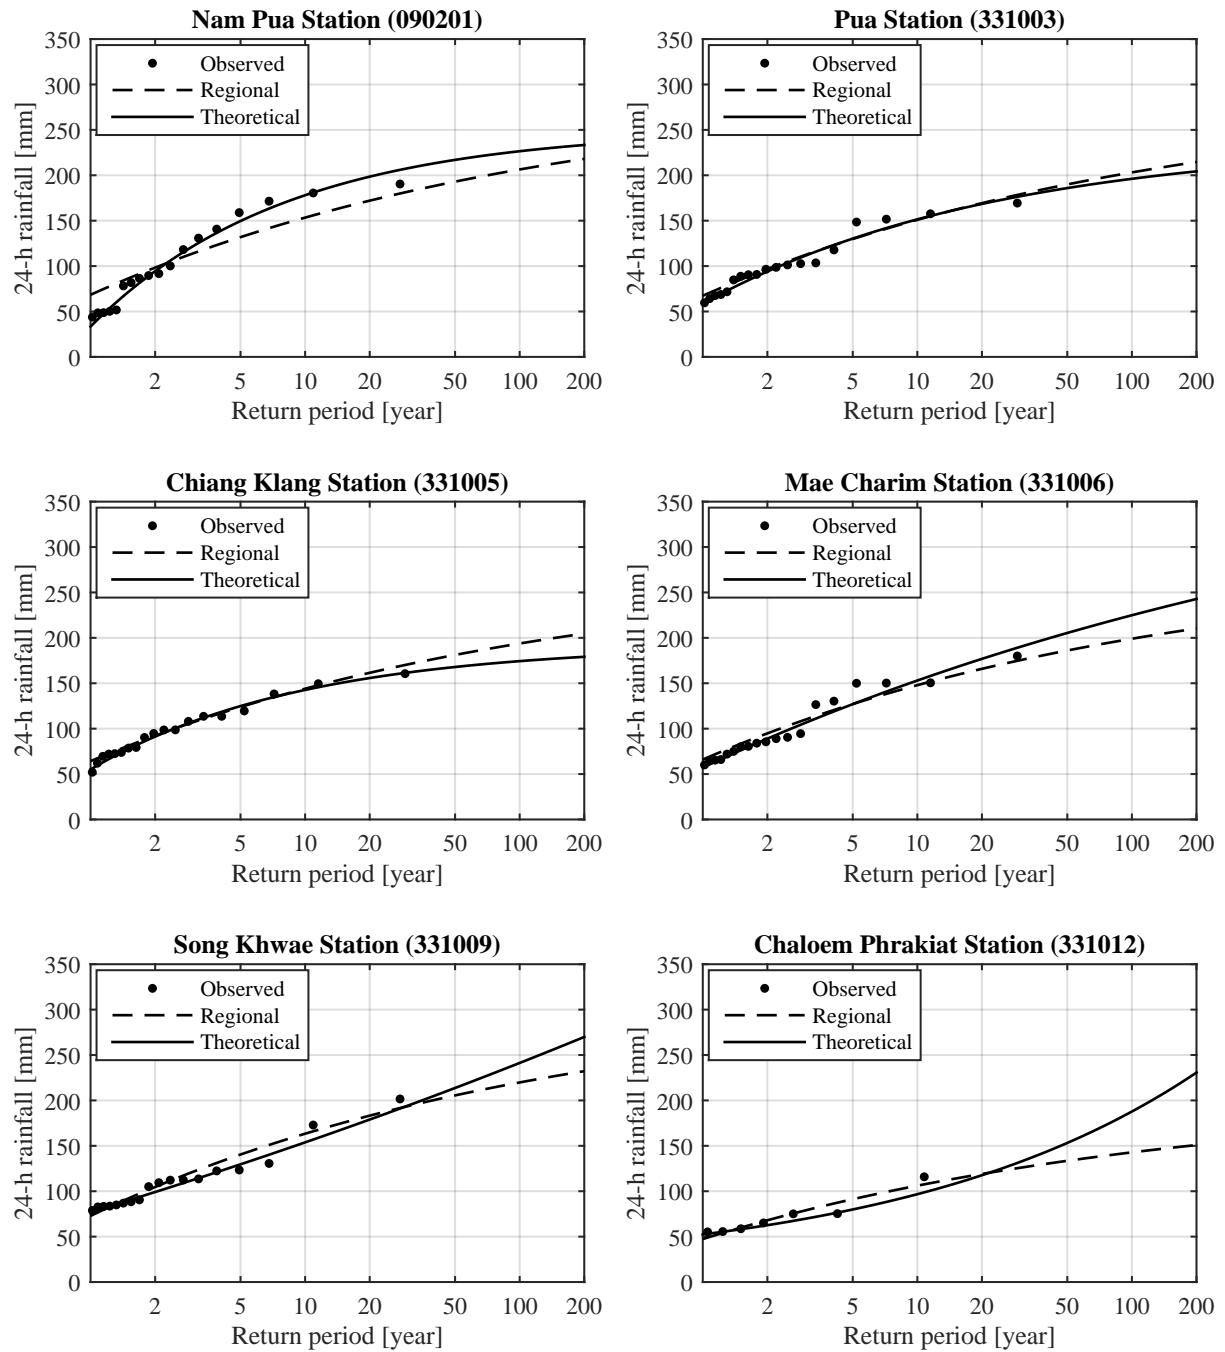 Nam Pua Station (090201)
350
300
250
200
150
100
50
0
24-h rainfall [mm]
Observed
Regional
Theoretical
2 5 10 20 50 100 200
Return period [year]
Pua Station (331003)
350
300
250
200
150
100
50
0
24-h rainfall [mm]
Observed
Regional
Theoretical
2 5 10 20 50 100 200
Return period [year]
Chiang Klang Station (331005)
350
300
250
200
150
100
50
0
24-h rainfall [mm]
Observed
Regional
Theoretical
2 5 10 20 50 100 200
Return period [year]
Mae Charim Station (331006)
350
300
250
200
150
100
50
0
24-h rainfall [mm]
Observed
Regional
Theoretical
2 5 10 20 50 100 200
Return period [year]
Song Khwae Station (331009)
350
300
250
200
150
100
50
0
24-h rainfall [mm]
Observed
Regional
Theoretical
2 5 10 20 50 100 200
Return period [year]
Chaloem Phrakiat Station (331012)
350
300
250
200
150
100
50
0
24-h rainfall [mm]
Observed
Regional
Theoretical
2 5 10 20 50 100 200
Return period [year]